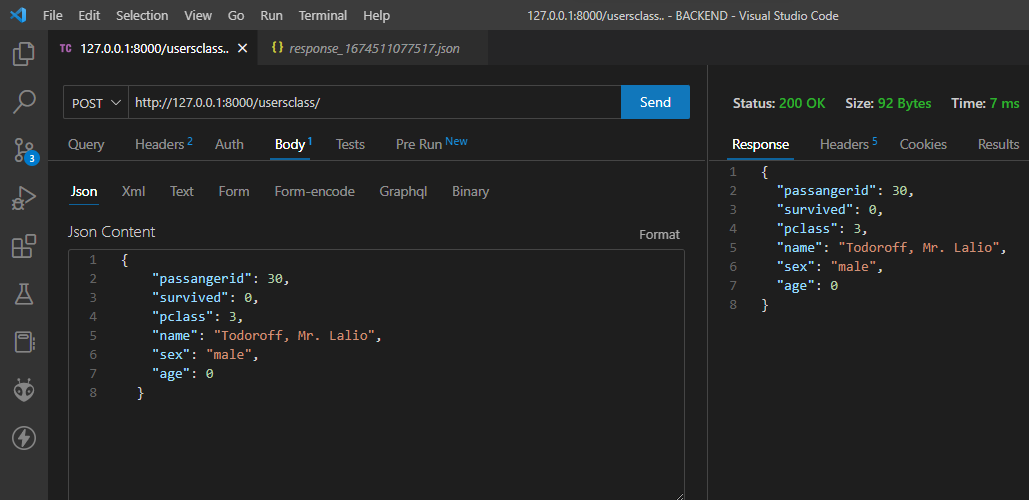 File Edit Selection View Go Run Terminal Help 127.0.0.1:8000/usersclass.. - BACKEND - Visual Studio Code
TC 127.0.0.1:8000/usersclass.. × {} response_1674511077517.json
POST http://127.0.0.1:8000/usersclass/ Send
Query Headers 2 Auth Body 1 Tests Pre Run New
Json Xml Text Form Form-encode Graphql Binary
Json Content
Format
1 {
2 "passangerid": 30,
3 "survived": 0,
4 "pclass": 3,
5 "name": "Todoroff, Mr. Lalio",
6 "sex": "male",
7 "age": 0
8 }
Status: 200 OK Size: 92 Bytes Time: 7 ms
Response Headers 5 Cookies Results
1 {
2 "passangerid": 30,
3 "survived": 0,
4 "pclass": 3,
5 "name": "Todoroff, Mr. Lalio",
6 "sex": "male",
7 "age": 0
8 }
3